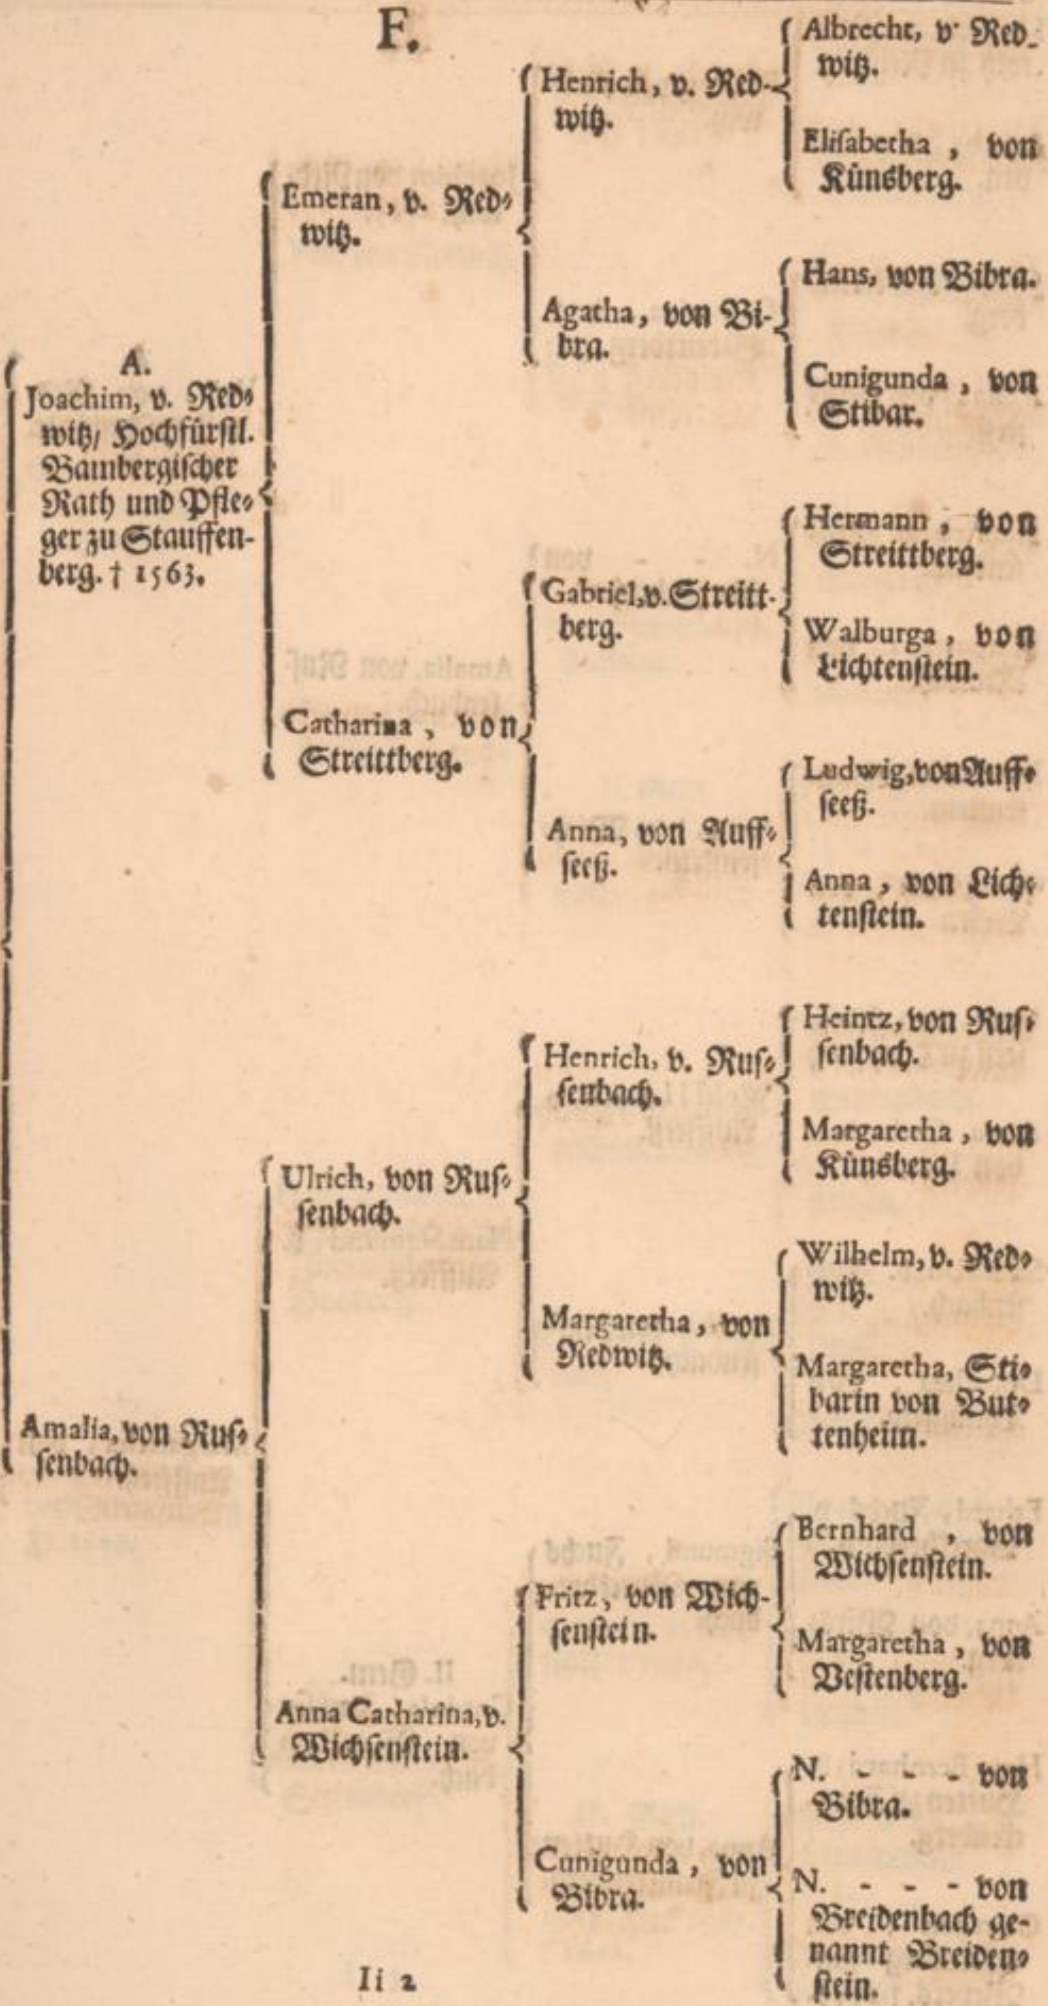 F.
A.
Joachim, v. Red⸗
witz/ Hochfürstl.
Bambergischer
Rath und Pfle⸗
ger zu Stauffen-
berg. † 1563.
Amalia, von Rus⸗
senbach.
Emeran, v. Red⸗
witz.
Catharina, von
Streittberg.
Ulrich, von Rus⸗
senbach.
Anna Catharina, v.
Wichsenstein.
Henrich, v. Red-
witz.
Agatha, von Bi-
bra.
Gabriel, v. Streitt-
berg.
Anna, von Auff⸗
seeß.
Henrich, v. Rus⸗
senbach.
Margaretha, von
Redwitz.
Fritz, von Wich-
senstein.
Cunigunda, von
Bibra.
Albrecht, v. Red-
witz.
Elisabetha, von
Künsberg.
Hans, von Bibra.
Cunigunda, von
Stibar.
Hermann, von
Streittberg.
Walburga, von
Lichtenstein.
Ludwig, von Auff⸗
seeß.
Anna, von Lich⸗
tenstein.
Heintz, von Rus⸗
senbach.
Margaretha, von
Künsberg.
Wilhelm, v. Red⸗
witz.
Margaretha, Sti⸗
barin von But⸗
tenheim.
Bernhard, von
Wichsenstein.
Margaretha, von
Vestenberg.
N. - - - von
Bibra.
N. - - - von
Breidenbach ge-
nannt Breiden⸗
stein.
Ii 2